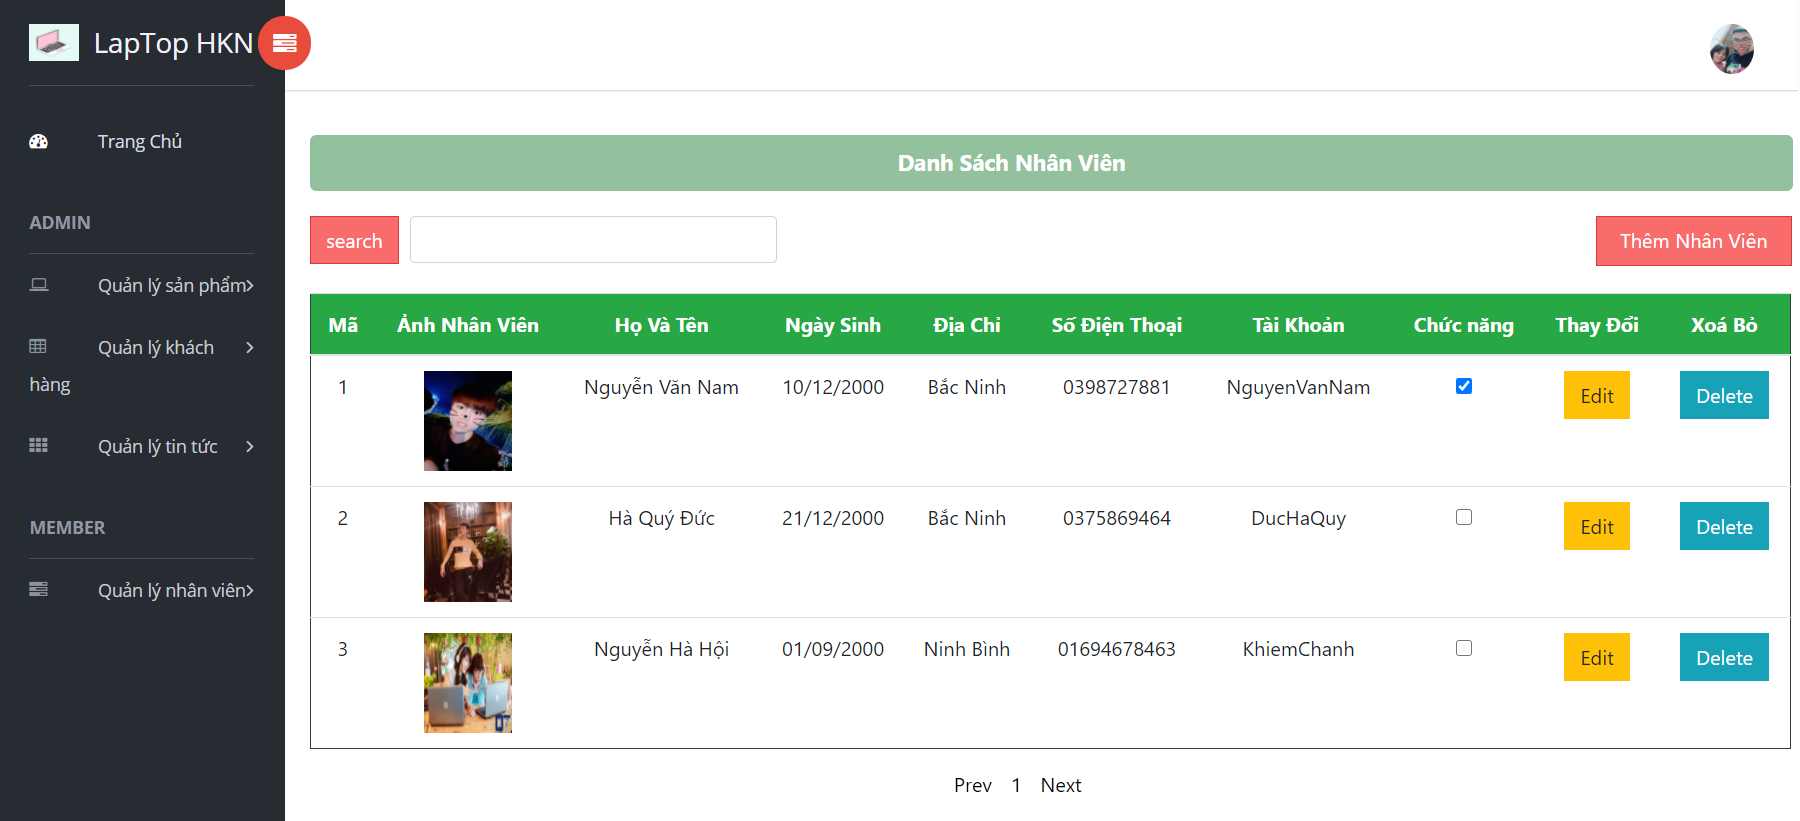 LapTop HKN
Trang Chủ
ADMIN
Quản lý sản phẩm
Quản lý khách
hàng
Quản lý tin tức
MEMBER
Quản lý nhân viên
Danh Sách Nhân Viên
search
Thêm Nhân Viên
Mã Ảnh Nhân Viên Họ Và Tên Ngày Sinh Địa Chỉ Số Điện Thoại Tài Khoản Chức năng Thay Đổi Xoá Bỏ
1 Nguyễn Văn Nam 10/12/2000 Bắc Ninh 0398727881 NguyenVanNam Edit Delete
2 Hà Quý Đức 21/12/2000 Bắc Ninh 0375869464 DucHaQuy Edit Delete
3 Nguyễn Hà Hội 01/09/2000 Ninh Bình 01694678463 KhiemChanh Edit Delete
Prev 1 Next